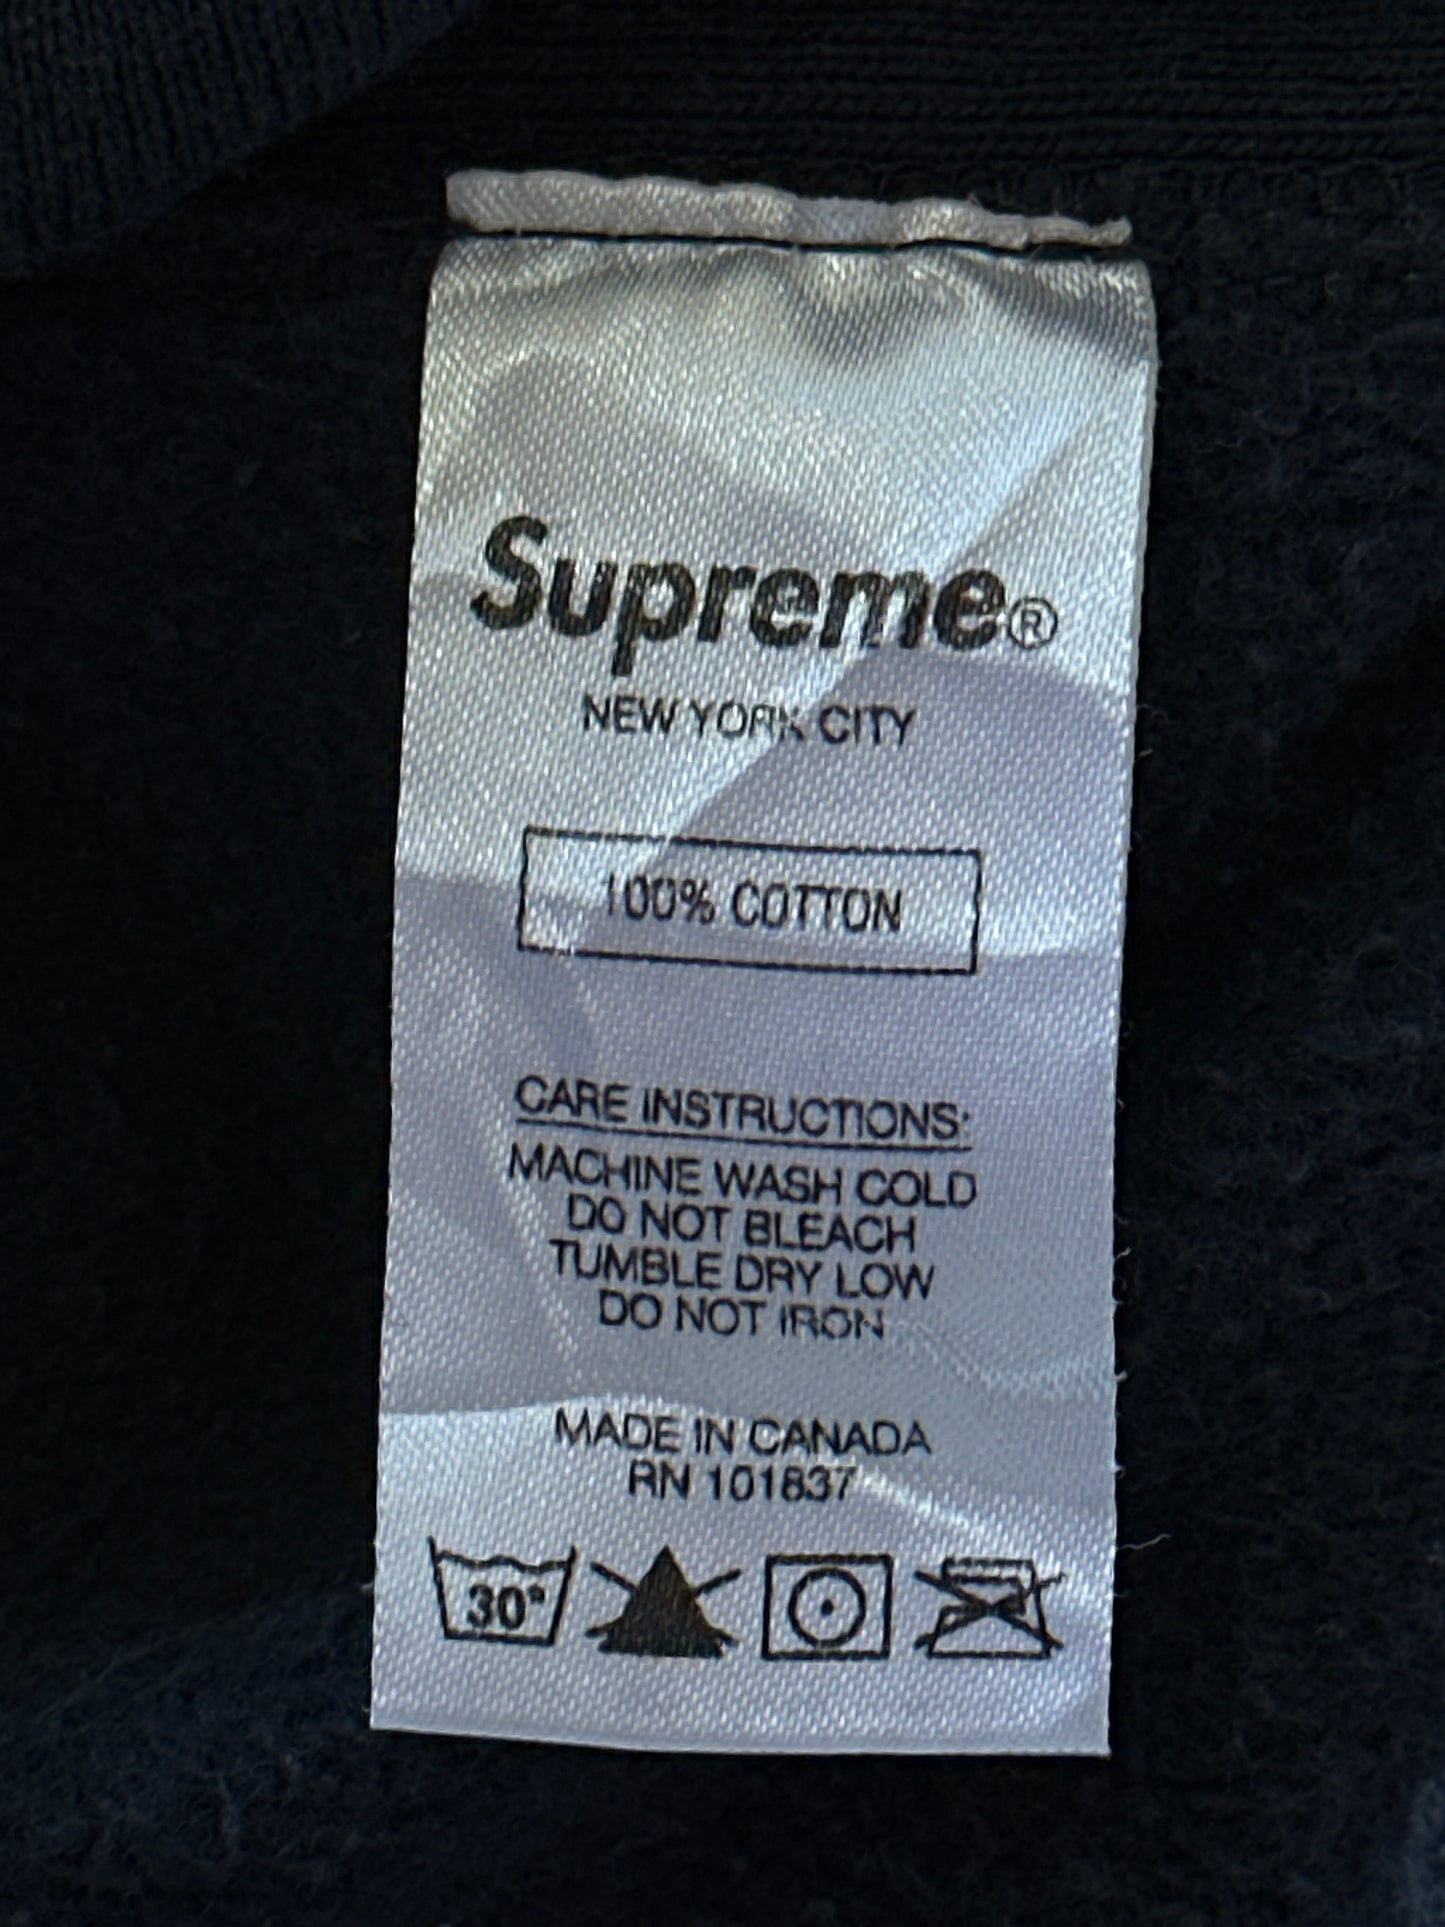 Supreme®
NEW YORK CITY
100% COTTON
CARE INSTRUCTIONS:
MACHINE WASH COLD
DO NOT BLEACH
TUMBLE DRY LOW
DO NOT IRON
MADE IN CANADA
RN 101837
30°